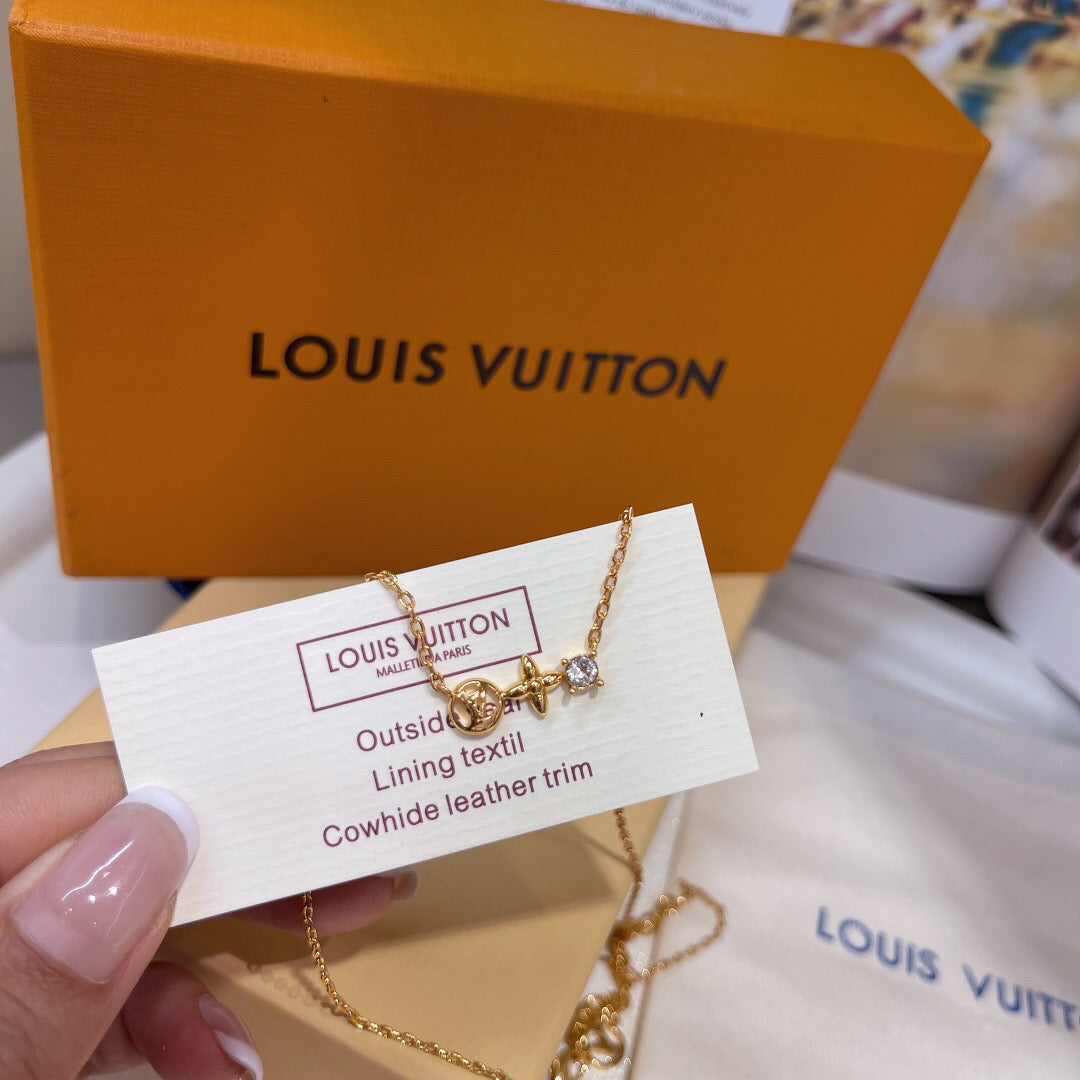 LOUIS VUITTON
LOUIS VUITTON
MALLETIER A PARIS
Outside
Lining textil
Cowhide leather trim
LOUIS VUITT